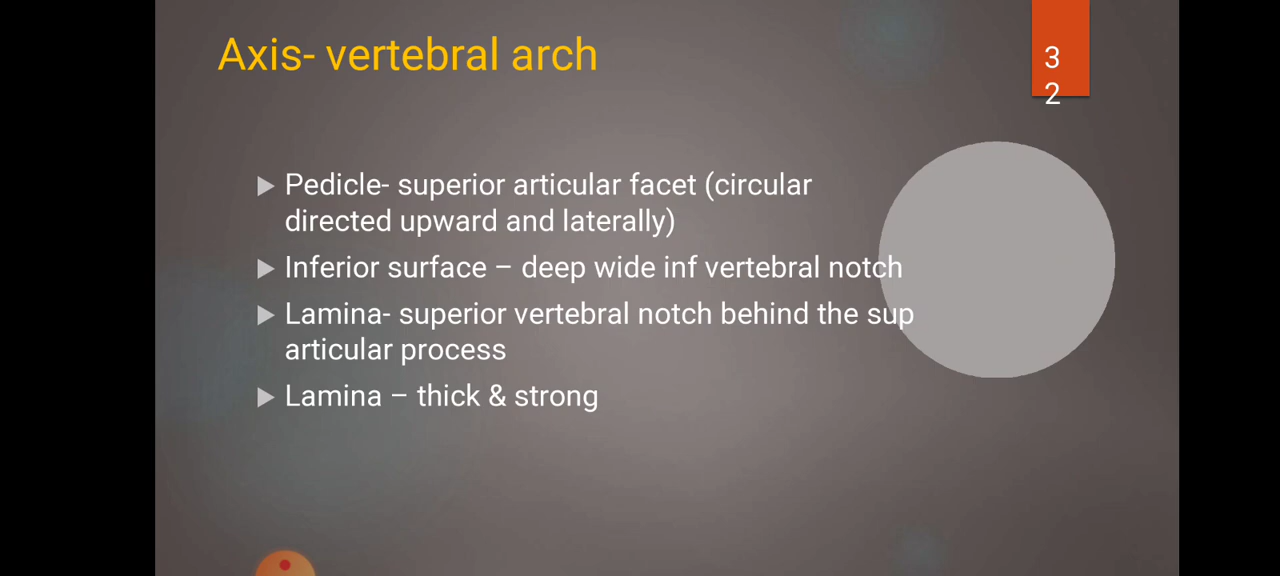 Axis- vertebral arch
3
2
Pedicle- superior articular facet (circular
directed upward and laterally)
Inferior surface – deep wide inf vertebral notch
Lamina- superior vertebral notch behind the sup
articular process
Lamina – thick & strong